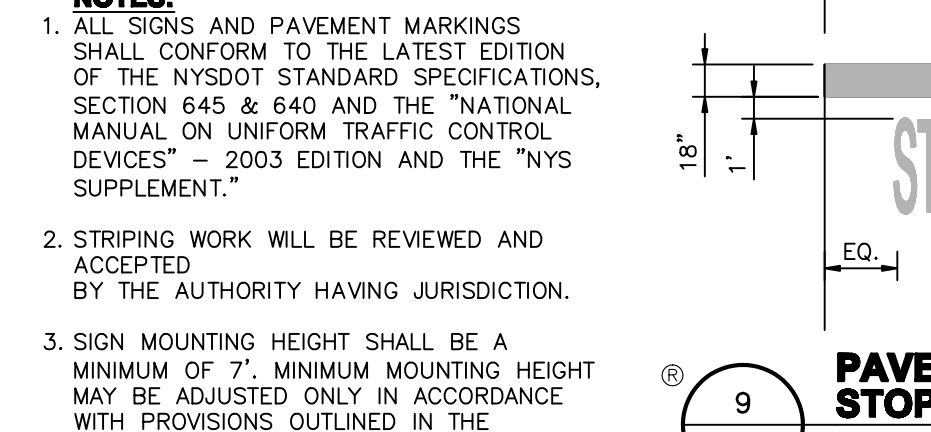 NOTES:
1. ALL SIGNS AND PAVEMENT MARKINGS
SHALL CONFORM TO THE LATEST EDITION
OF THE NYSDOT STANDARD SPECIFICATIONS,
SECTION 645 & 640 AND THE "NATIONAL
MANUAL ON UNIFORM TRAFFIC CONTROL
DEVICES" – 2003 EDITION AND THE "NYS
SUPPLEMENT."
2. STRIPING WORK WILL BE REVIEWED AND
ACCEPTED
BY THE AUTHORITY HAVING JURISDICTION.
3. SIGN MOUNTING HEIGHT SHALL BE A
MINIMUM OF 7'. MINIMUM MOUNTING HEIGHT
MAY BE ADJUSTED ONLY IN ACCORDANCE
WITH PROVISIONS OUTLINED IN THE
18"
1'
ST
EQ.
®
9
PAVE
STOP